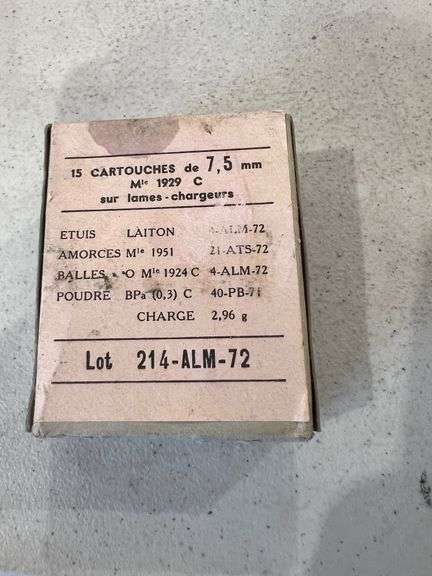 15 CARTOUCHES de 7,5 mm
Mle 1929 C
sur lames-chargeurs
ETUIS LAITON -ALM-72
AMORCES Mle 1951 21-ATS-72
BALLES O Mle 1924 C 4-ALM-72
POUDRE BPa (0,3) C 40-PB-71
CHARGE 2,96 g
Lot 214-ALM-72